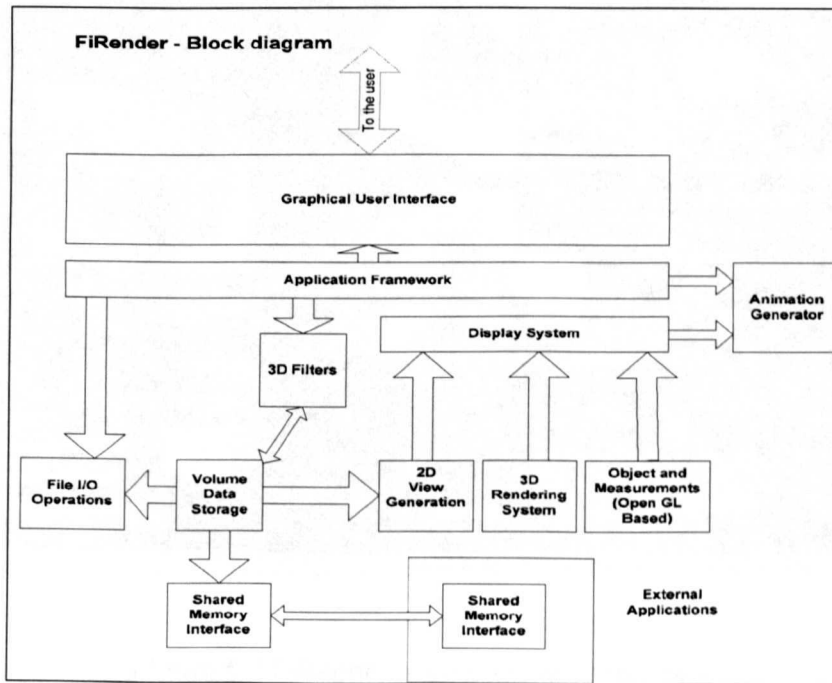 FiRender - Block diagram
To the user
Graphical User Interface
Application Framework
Animation
Generator
Display System
3D Filters
File I/O
Operations
Volume
Data
Storage
2D
View
Generation
3D
Rendering
System
Object and
Measurements
(Open GL
Based)
Shared
Memory
Interface
Shared
Memory
Interface
External
Applications